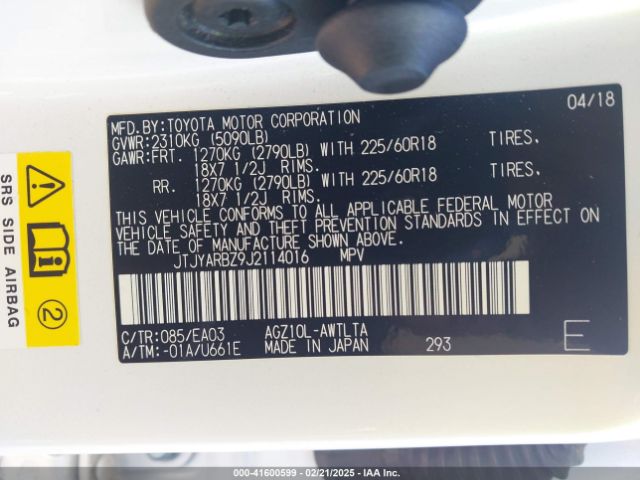 04/18
MFD.BY:TOYOTA MOTOR CORPORATION
GVWR:2310KG (5090LB)
GAWR:FRT. 1270KG (2790LB) WITH 225/60R18 TIRES.
18X7 1/2J RIMS.
RR. 1270KG (2790LB) WITH 225/60R18 TIRES.
18X7 1/2J RIMS.
THIS VEHICLE CONFORMS TO ALL APPLICABLE FEDERAL MOTOR
VEHICLE SAFETY AND THEFT PREVENTION STANDARDS IN EFFECT ON
THE DATE OF MANUFACTURE SHOWN ABOVE.
JTJYARBZ9J2114016 MPV
C/TR:085/EA03 AGZ10L-AWTLTA
A/TM:-01A/U661E MADE IN JAPAN 293 E
SRS SIDE AIRBAG
2
00-41600599 - 02/21/2025 - IAA Inc.